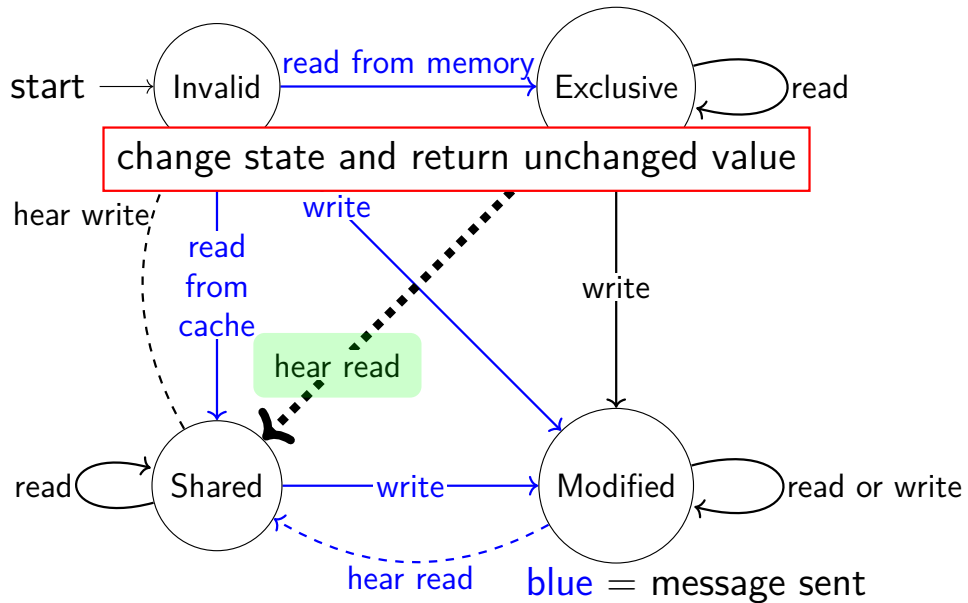 start
Invalid
read from memory
Exclusive
read
change state and return unchanged value
hear write
write
read
from
cache
write
hear read
read
Shared
write
Modified
read or write
hear read
blue = message sent